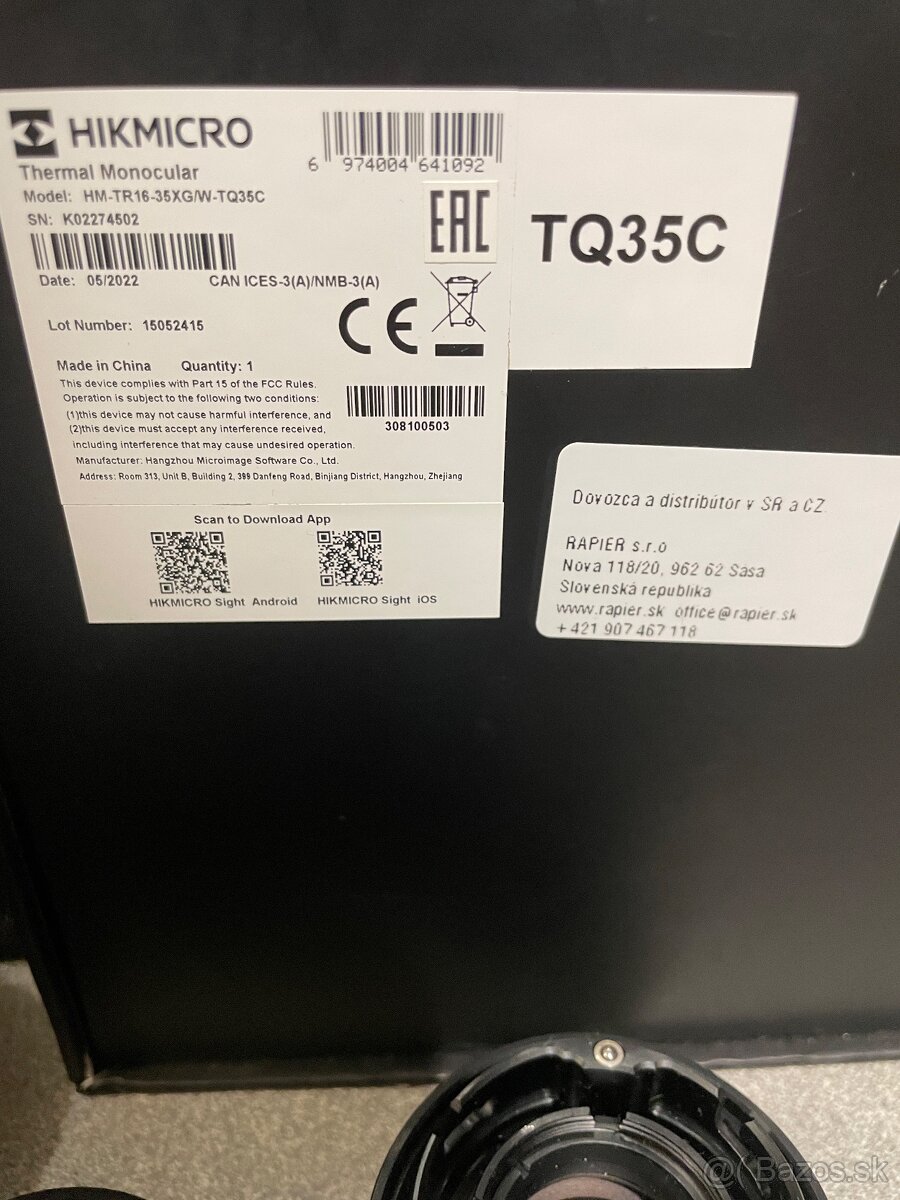 HIKMICRO
6 974004 641092
Thermal Monocular
Model: HM-TR16-35XG/W-TQ35C
SN: K02274502
EAC
TQ35C
Date: 05/2022
CAN ICES-3(A)/NMB-3(A)
CE
Lot Number: 15052415
Made in China Quantity: 1
This device complies with Part 15 of the FCC Rules.
Operation is subject to the following two conditions:
(1)this device may not cause harmful interference, and
(2)this device must accept any interference received,
including interference that may cause undesired operation.
308100503
Manufacturer: Hangzhou Microimage Software Co., Ltd.
Address: Room 313, Unit B, Building 2, 399 Danfeng Road, Binjiang District, Hangzhou, Zhejiang
Scan to Download App
HIKMICRO Sight Android
HIKMICRO Sight iOS
Dovozca a distribútor v SR a CZ.
RAPIER s.r.o
Nova 118/20, 962 62 Sasa
Slovenská republika
www.rapier.sk office@rapier.sk
+421 907 467 118
@( Bazos.sk